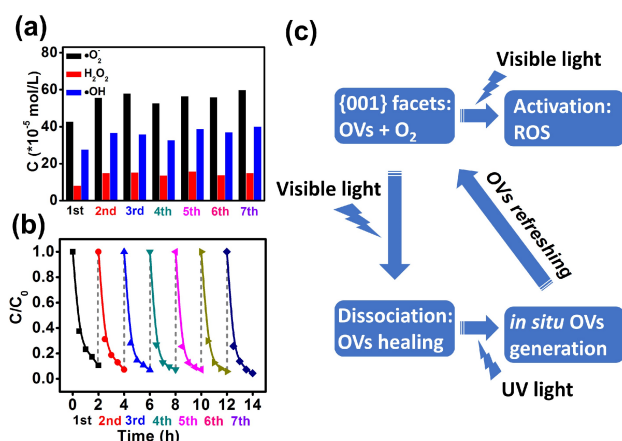 (a)
C (*10⁻⁵ mol/L)
80
60
40
20
0
•O₂⁻
H₂O₂
•OH
1st 2nd 3rd 4th 5th 6th 7th
(b)
C/C₀
1.0
0.8
0.6
0.4
0.2
0.0
0 2 4 6 8 10 12 14
1st 2nd 3rd 4th 5th 6th 7th
Time (h)
(c)
Visible light
{001} facets:
OVs + O₂
Activation:
ROS
Visible light
OVs refreshing
Dissociation:
OVs healing
in situ OVs
generation
UV light